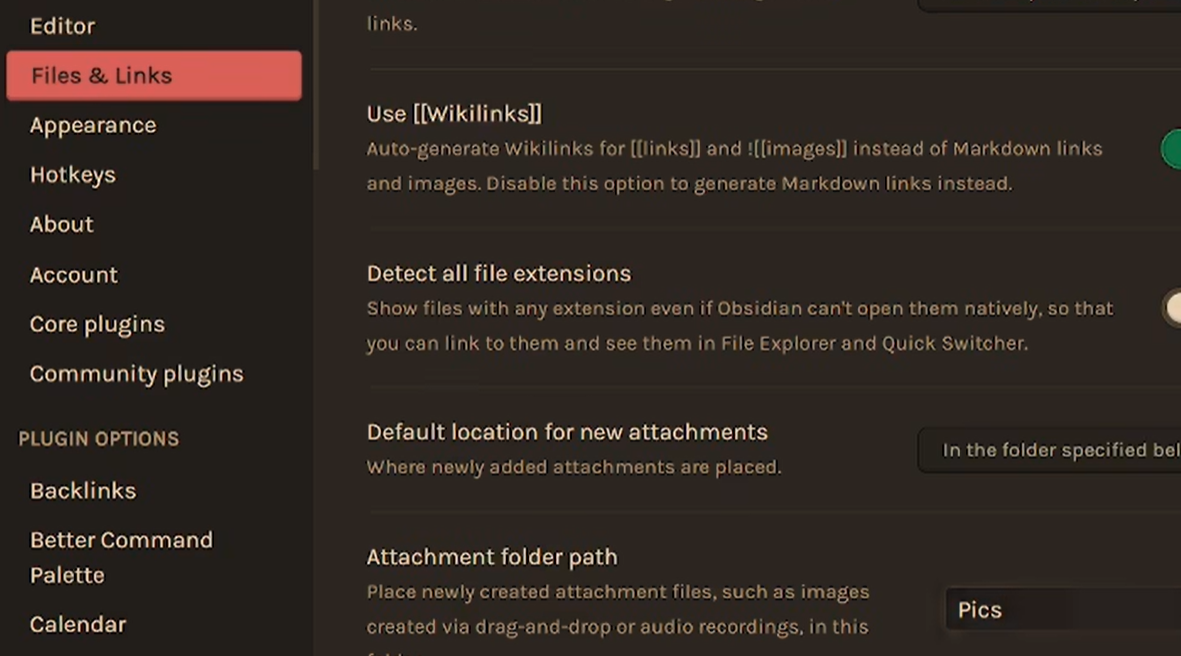 Editor
Files & Links
Appearance
Hotkeys
About
Account
Core plugins
Community plugins
PLUGIN OPTIONS
Backlinks
Better Command
Palette
Calendar
links.
Use [[Wikilinks]]
Auto-generate Wikilinks for [[links]] and ![[images]] instead of Markdown links
and images. Disable this option to generate Markdown links instead.
Detect all file extensions
Show files with any extension even if Obsidian can't open them natively, so that
you can link to them and see them in File Explorer and Quick Switcher.
Default location for new attachments
Where newly added attachments are placed.
In the folder specified bel
Attachment folder path
Place newly created attachment files, such as images
created via drag-and-drop or audio recordings, in this
Pics